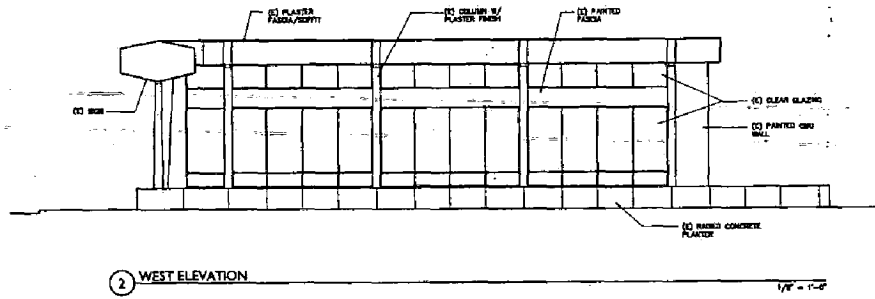 (E) PLASTER
FASCIA/SOFFIT
(E) COLUMN W/
PLASTER FINISH
(E) PAINTED
FASCIA
(E) SIGN
(E) CLEAR GLAZING
(E) PAINTED CMU
WALL
(E) RAISED CONCRETE
PLANTER
2 WEST ELEVATION
1/8" = 1'-0"